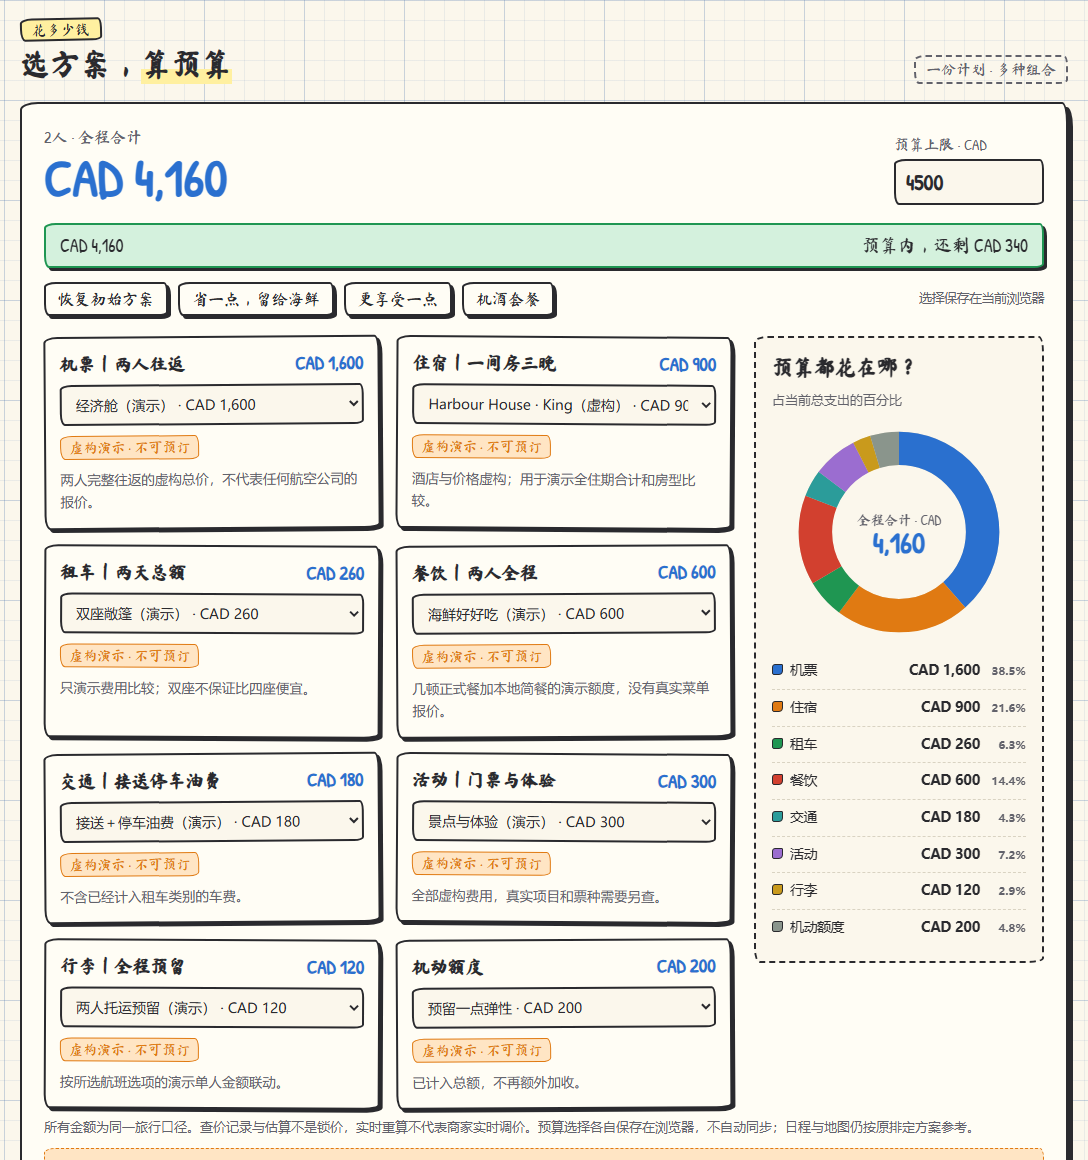 花多少钱
选方案，算预算
一份计划 · 多种组合
2人 · 全程合计
CAD 4,160
预算上限 · CAD
4500
CAD 4,160
预算内，还剩 CAD 340
恢复初始方案
省一点，留给海鲜
更享受一点
机酒套餐
选择保存在当前浏览器
机票丨两人往返
CAD 1,600
经济舱（演示） · CAD 1,600
虚构演示 · 不可预订
两人完整往返的虚构总价，不代表任何航空公司的
报价。
住宿丨一间房三晚
CAD 900
Harbour House · King（虚构） · CAD 90
虚构演示 · 不可预订
酒店与价格虚构；用于演示全住期合计和房型比
较。
租车丨两天总额
CAD 260
双座敞篷（演示） · CAD 260
虚构演示 · 不可预订
只演示费用比较；双座不保证比四座便宜。
餐饮丨两人全程
CAD 600
海鲜好好吃（演示） · CAD 600
虚构演示 · 不可预订
几顿正式餐加本地简餐的演示额度，没有真实菜单
报价。
交通丨接送停车油费
CAD 180
接送＋停车油费（演示） · CAD 180
虚构演示 · 不可预订
不含已经计入租车类别的车费。
活动丨门票与体验
CAD 300
景点与体验（演示） · CAD 300
虚构演示 · 不可预订
全部虚构费用，真实项目和票种需要另查。
行李丨全程预留
CAD 120
两人托运预留（演示） · CAD 120
虚构演示 · 不可预订
按所选航班选项的演示单人金额联动。
机动额度
CAD 200
预留一点弹性 · CAD 200
虚构演示 · 不可预订
已计入总额，不再额外加收。
预算都花在哪？
占当前总支出的百分比
全程合计 · CAD
4,160
机票 CAD 1,600 38.5%
住宿 CAD 900 21.6%
租车 CAD 260 6.3%
餐饮 CAD 600 14.4%
交通 CAD 180 4.3%
活动 CAD 300 7.2%
行李 CAD 120 2.9%
机动额度 CAD 200 4.8%
所有金额为同一旅行口径。查价记录与估算不是锁价，实时重算不代表商家实时调价。预算选择各自保存在浏览器，不自动同步；日程与地图仍按原排定方案参考。